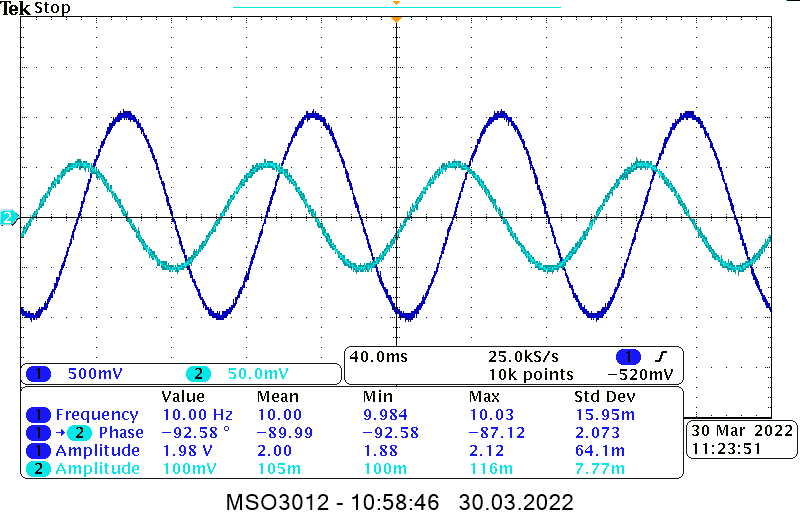 Tek Stop
2
1 500mV 2 50.0mV
40.0ms 25.0kS/s 1
10k points −520mV
Value Mean Min Max Std Dev
1 Frequency 10.00 Hz 10.00 9.984 10.03 15.95m
1 → 2 Phase −92.58 ° −89.99 −92.58 −87.12 2.073
1 Amplitude 1.98 V 2.00 1.88 2.12 64.1m
2 Amplitude 100mV 105m 100m 116m 7.77m
30 Mar 2022
11:23:51
MSO3012 - 10:58:46 30.03.2022